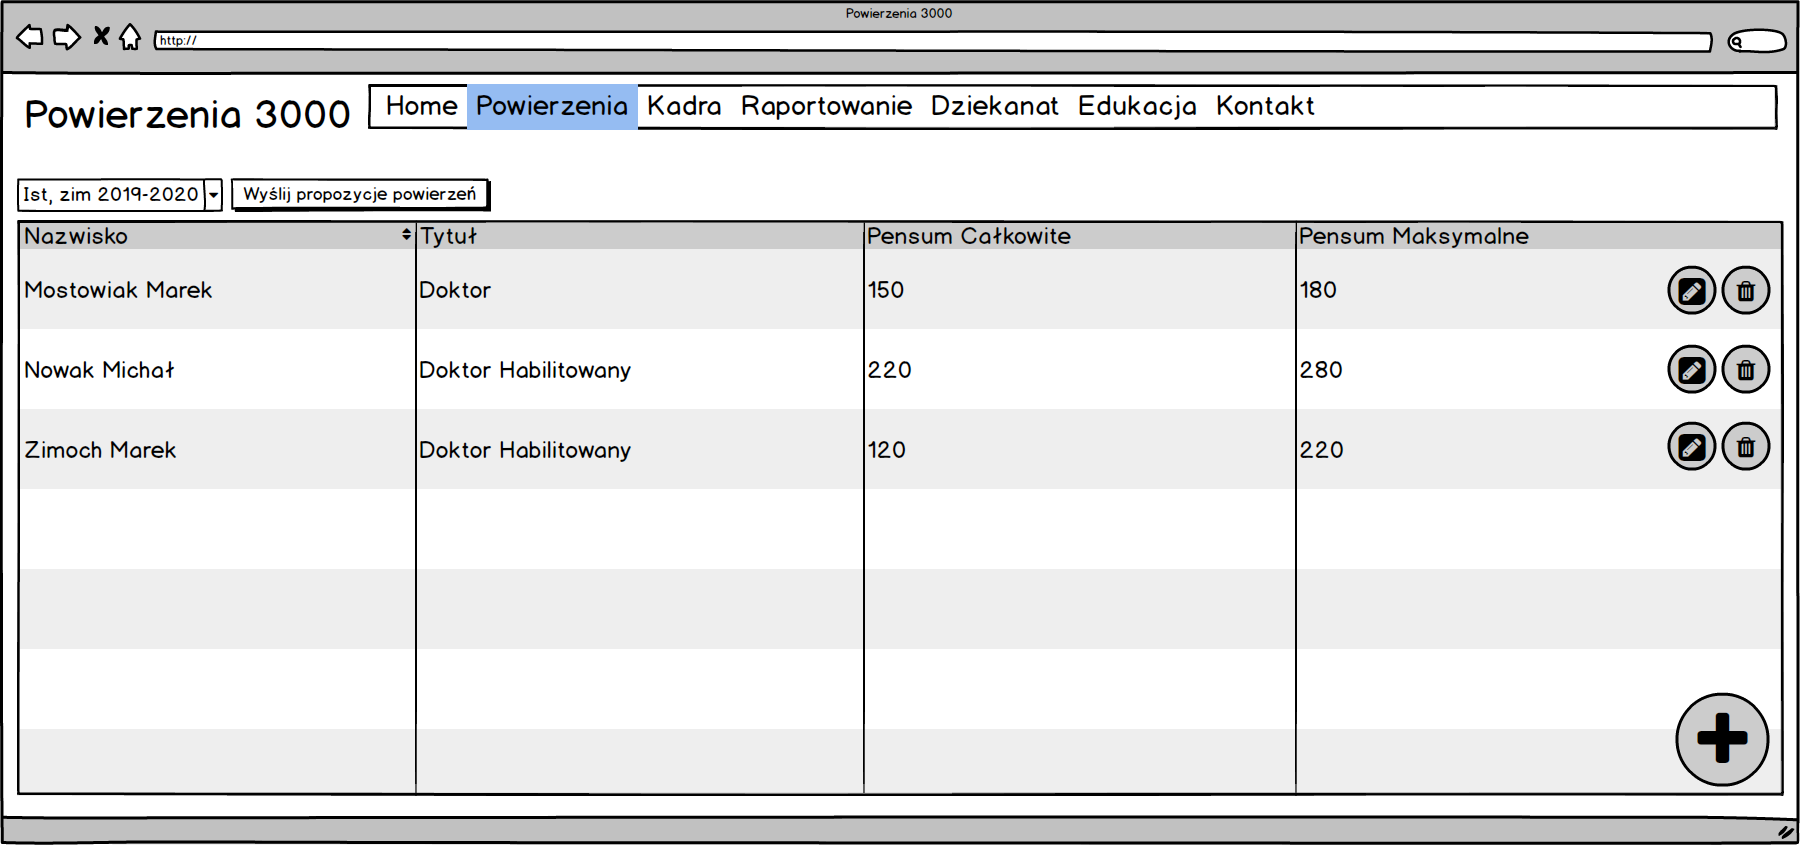 Powierzenia 3000
http://
Powierzenia 3000
Home Powierzenia Kadra Raportowanie Dziekanat Edukacja Kontakt
Ist, zim 2019-2020 Wyślij propozycje powierzeń
Nazwisko Tytuł Pensum Całkowite Pensum Maksymalne
Mostowiak Marek Doktor 150 180
Nowak Michał Doktor Habilitowany 220 280
Zimoch Marek Doktor Habilitowany 120 220